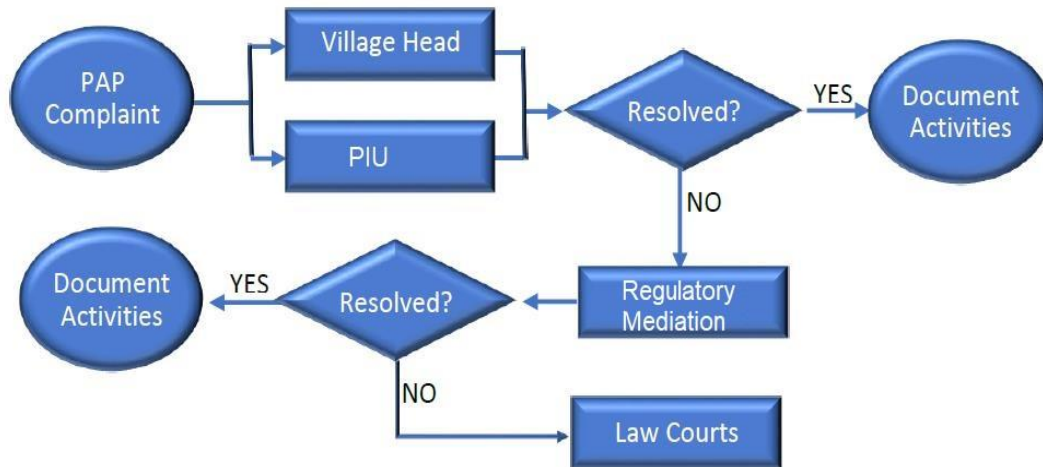 PAP
Complaint
Village Head
PIU
Resolved?
YES
Document
Activities
NO
Regulatory
Mediation
Resolved?
YES
Document
Activities
NO
Law Courts